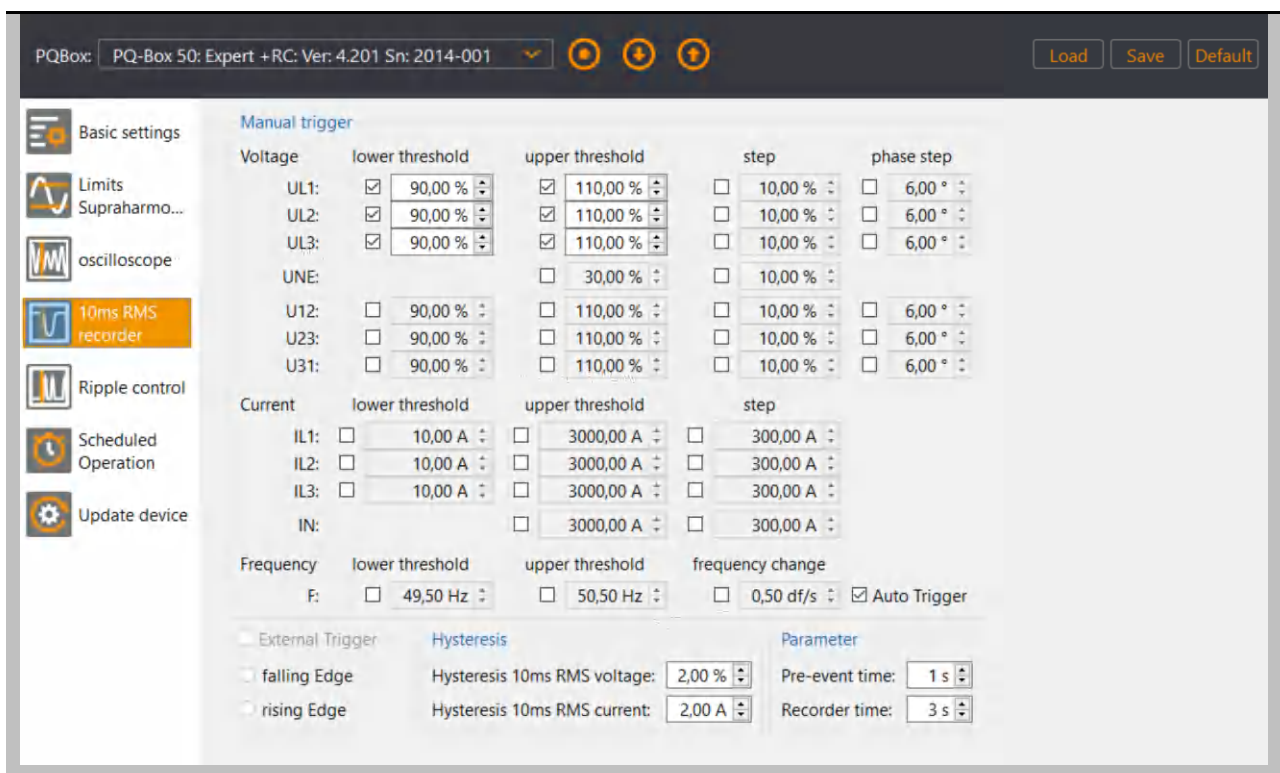 PQBox: PQ-Box 50: Expert +RC: Ver: 4.201 Sn: 2014-001 Load Save Default
Basic settings
Limits
Supraharmo...
oscilloscope
10ms RMS
recorder
Ripple control
Scheduled
Operation
Update device
Manual trigger
Voltage lower threshold upper threshold step phase step
UL1: 90,00 % 110,00 % 10,00 % 6,00 °
UL2: 90,00 % 110,00 % 10,00 % 6,00 °
UL3: 90,00 % 110,00 % 10,00 % 6,00 °
UNE: 30,00 % 10,00 %
U12: 90,00 % 110,00 % 10,00 % 6,00 °
U23: 90,00 % 110,00 % 10,00 % 6,00 °
U31: 90,00 % 110,00 % 10,00 % 6,00 °
Current lower threshold upper threshold step
IL1: 10,00 A 3000,00 A 300,00 A
IL2: 10,00 A 3000,00 A 300,00 A
IL3: 10,00 A 3000,00 A 300,00 A
IN: 3000,00 A 300,00 A
Frequency lower threshold upper threshold frequency change
F: 49,50 Hz 50,50 Hz 0,50 df/s Auto Trigger
External Trigger
falling Edge
rising Edge
Hysteresis
Hysteresis 10ms RMS voltage: 2,00 %
Hysteresis 10ms RMS current: 2,00 A
Parameter
Pre-event time: 1 s
Recorder time: 3 s